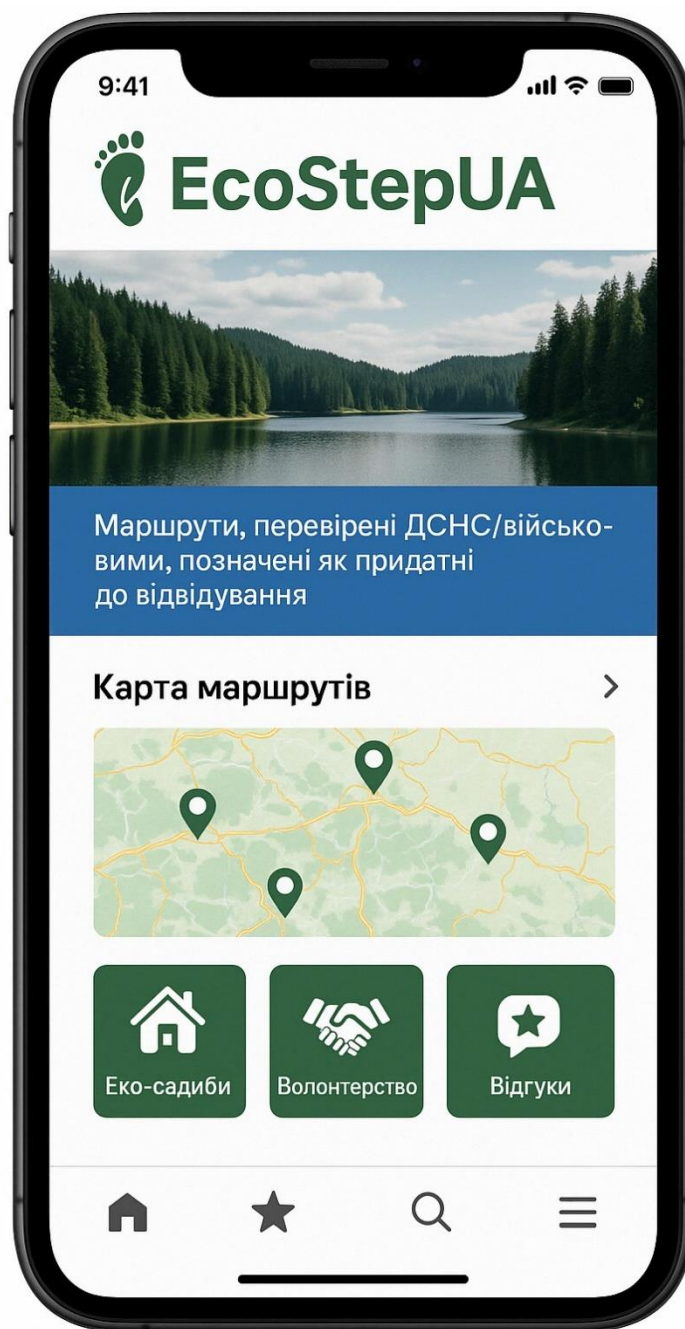 9:41
EcoStepUA
Маршрути, перевірені ДСНС/військо-
вими, позначені як придатні
до відвідування
Карта маршрутів
Еко-садиби
Волонтерство
Відгуки